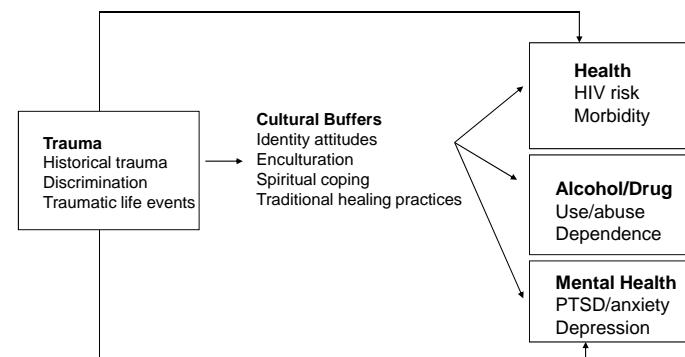 Trauma
Historical trauma
Discrimination
Traumatic life events
Cultural Buffers
Identity attitudes
Enculturation
Spiritual coping
Traditional healing practices
Health
HIV risk
Morbidity
Alcohol/Drug
Use/abuse
Dependence
Mental Health
PTSD/anxiety
Depression